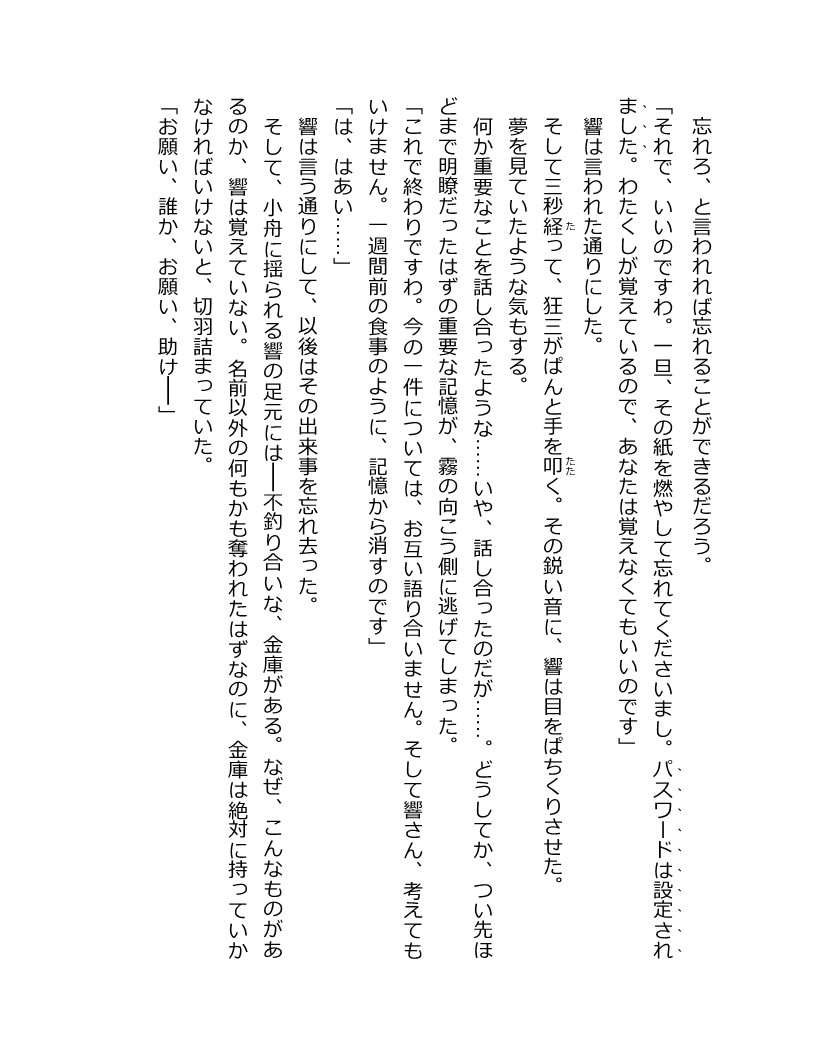 忘れろ、と言われれば忘れることができるだろう。
「それで、いいのですわ。一旦、その紙を燃やして忘れてくださいまし。パスワードは設定され
ました。わたくしが覚えているので、あなたは覚えなくてもいいのです」
響は言われた通りにした。
そして三秒経って、狂三がぱんと手を叩く。その鋭い音に、響は目をぱちくりさせた。
夢を見ていたような気もする。
何か重要なことを話し合ったような……いや、話し合ったのだが……。どうしてか、つい先ほ
どまで明瞭だったはずの重要な記憶が、霧の向こう側に逃げてしまった。
「これで終わりですわ。今の一件については、お互い語り合いません。そして響さん、考えても
いけません。一週間前の食事のように、記憶から消すのです」
「は、はあい……」
響は言う通りにして、以後はその出来事を忘れ去った。
そして、小舟に揺られる響の足元には――不釣り合いな、金庫がある。なぜ、こんなものがあ
るのか、響は覚えていない。名前以外の何もかも奪われたはずなのに、金庫は絶対に持っていか
なければいけないと、切羽詰まっていた。
「お願い、誰か、お願い、助け――」